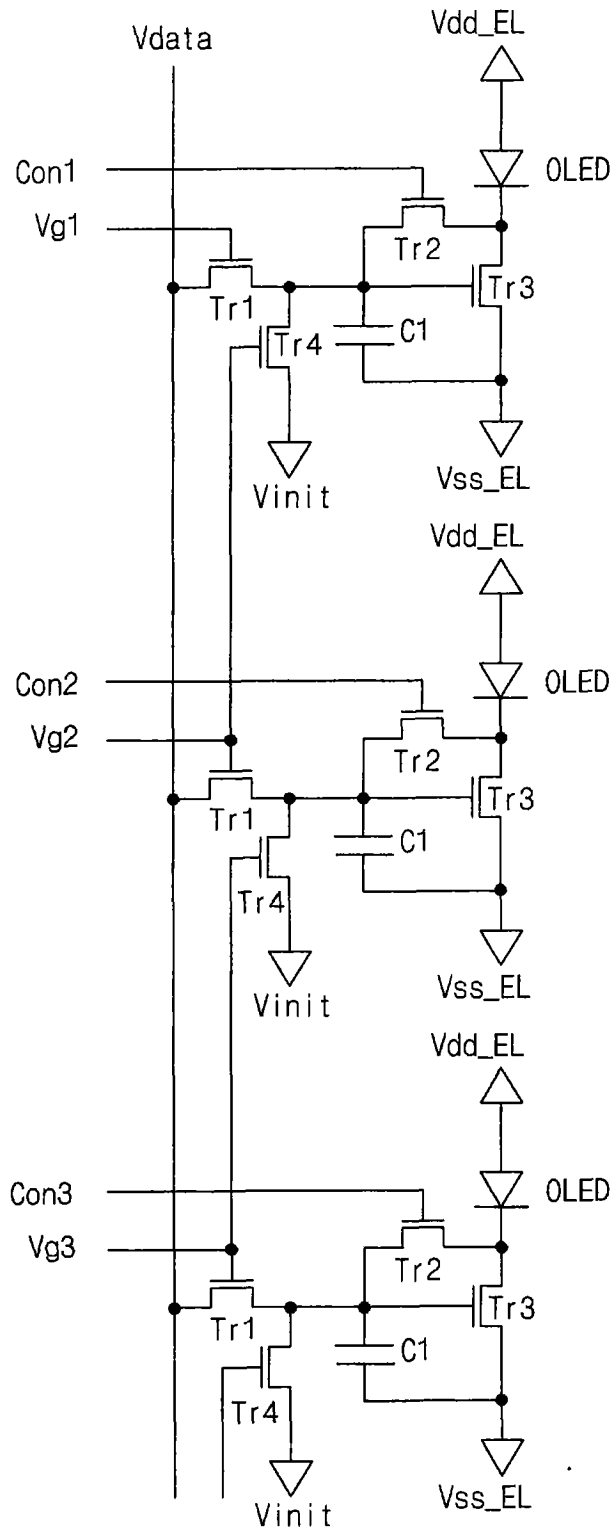 Vdata
Vdd_EL
Con1
OLED
Vg1
Tr2
Tr3
Tr1
Tr4
C1
Vinit
Vss_EL
Vdd_EL
Con2
OLED
Vg2
Tr2
Tr3
Tr1
C1
Tr4
Vinit
Vss_EL
Vdd_EL
Con3
OLED
Vg3
Tr2
Tr3
Tr1
C1
Tr4
Vinit
Vss_EL